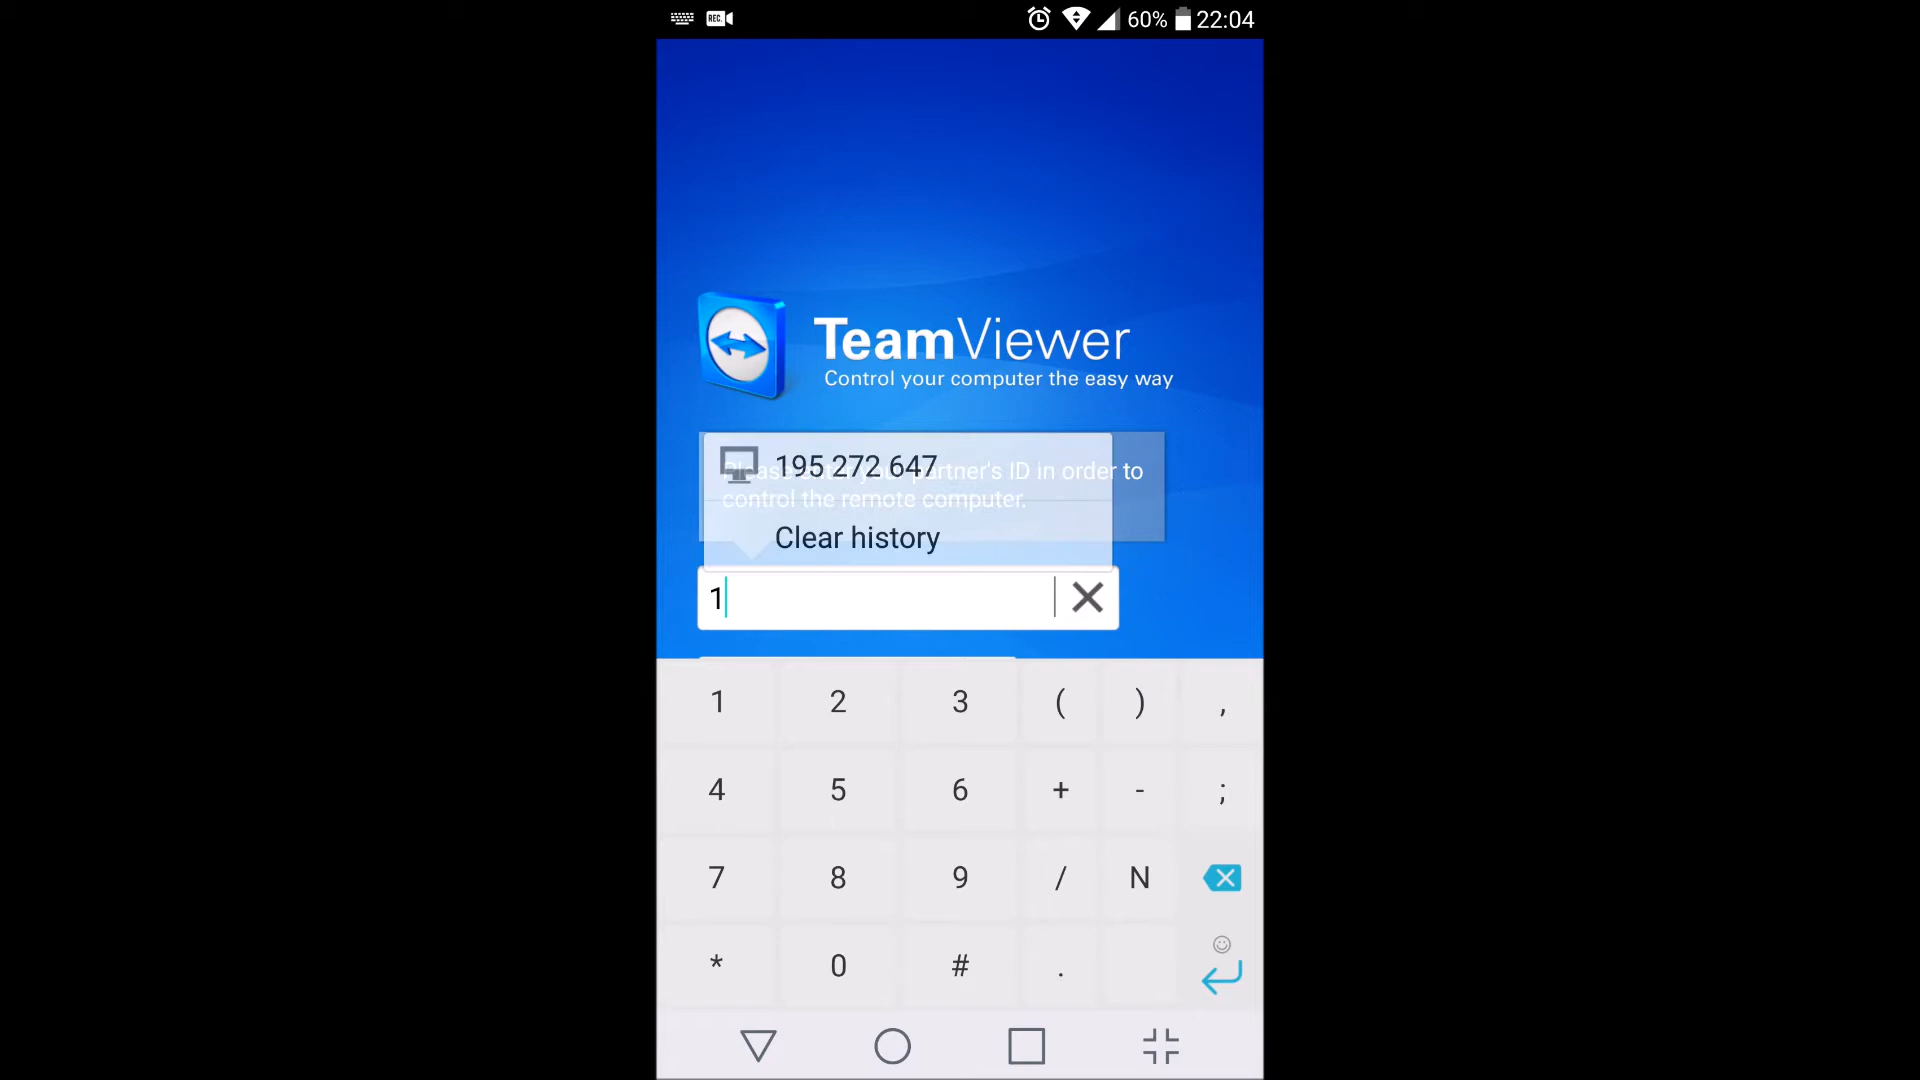 REC
60% 22:04
TeamViewer
Control your computer the easy way
195 272 647
Please enter your partner's ID in order to
control the remote computer.
Clear history
1
1 2 3 ( ) ,
4 5 6 + - ;
7 8 9 / N
* 0 # .